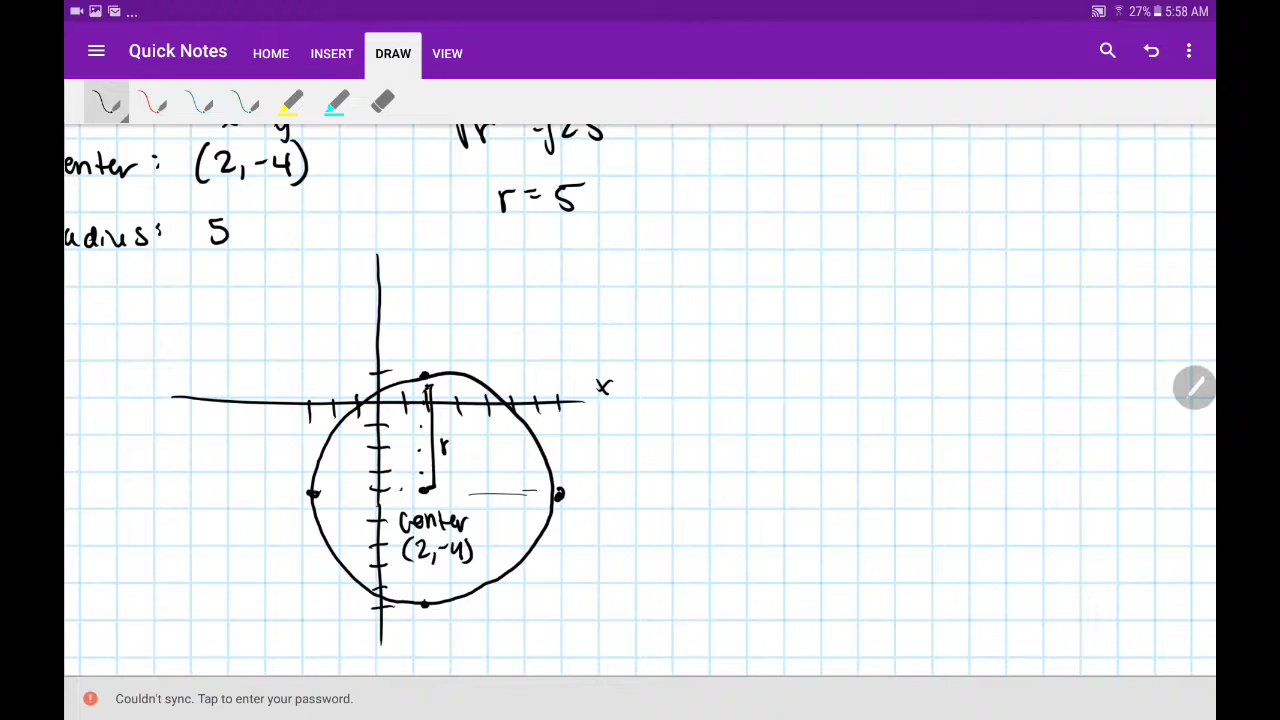 ... 27% 5:58 AM
Quick Notes HOME INSERT DRAW VIEW
y
enter: (2, -4)
r = 5
adius: 5
x
r
center
(2, -4)
Couldn't sync. Tap to enter your password.